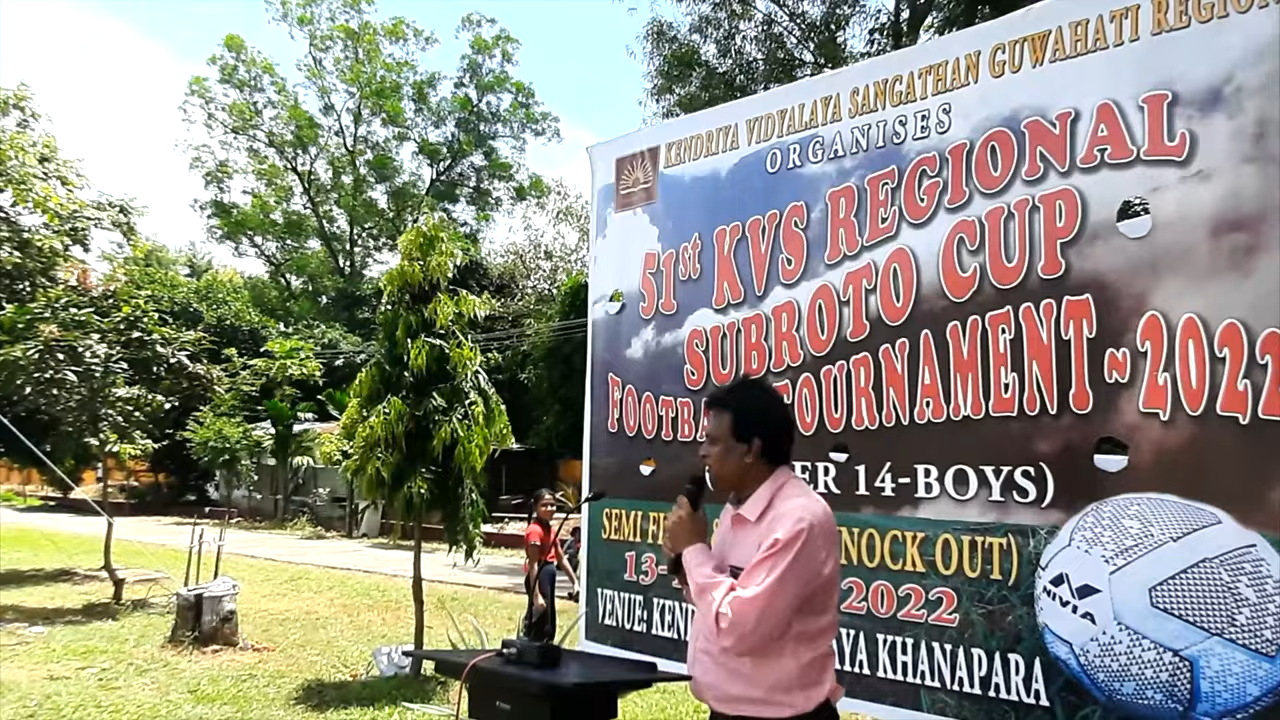 KENDRIYA VIDYALAYA SANGATHAN GUWAHATI REGION
ORGANISES
51st KVS REGIONAL
SUBROTO CUP
FOOTBA TOURNAMENT ~ 2022
ER 14-BOYS)
SEMI FI NOCK OUT)
13- 2022
VENUE: KEND AYA KHANAPARA
NIVIA